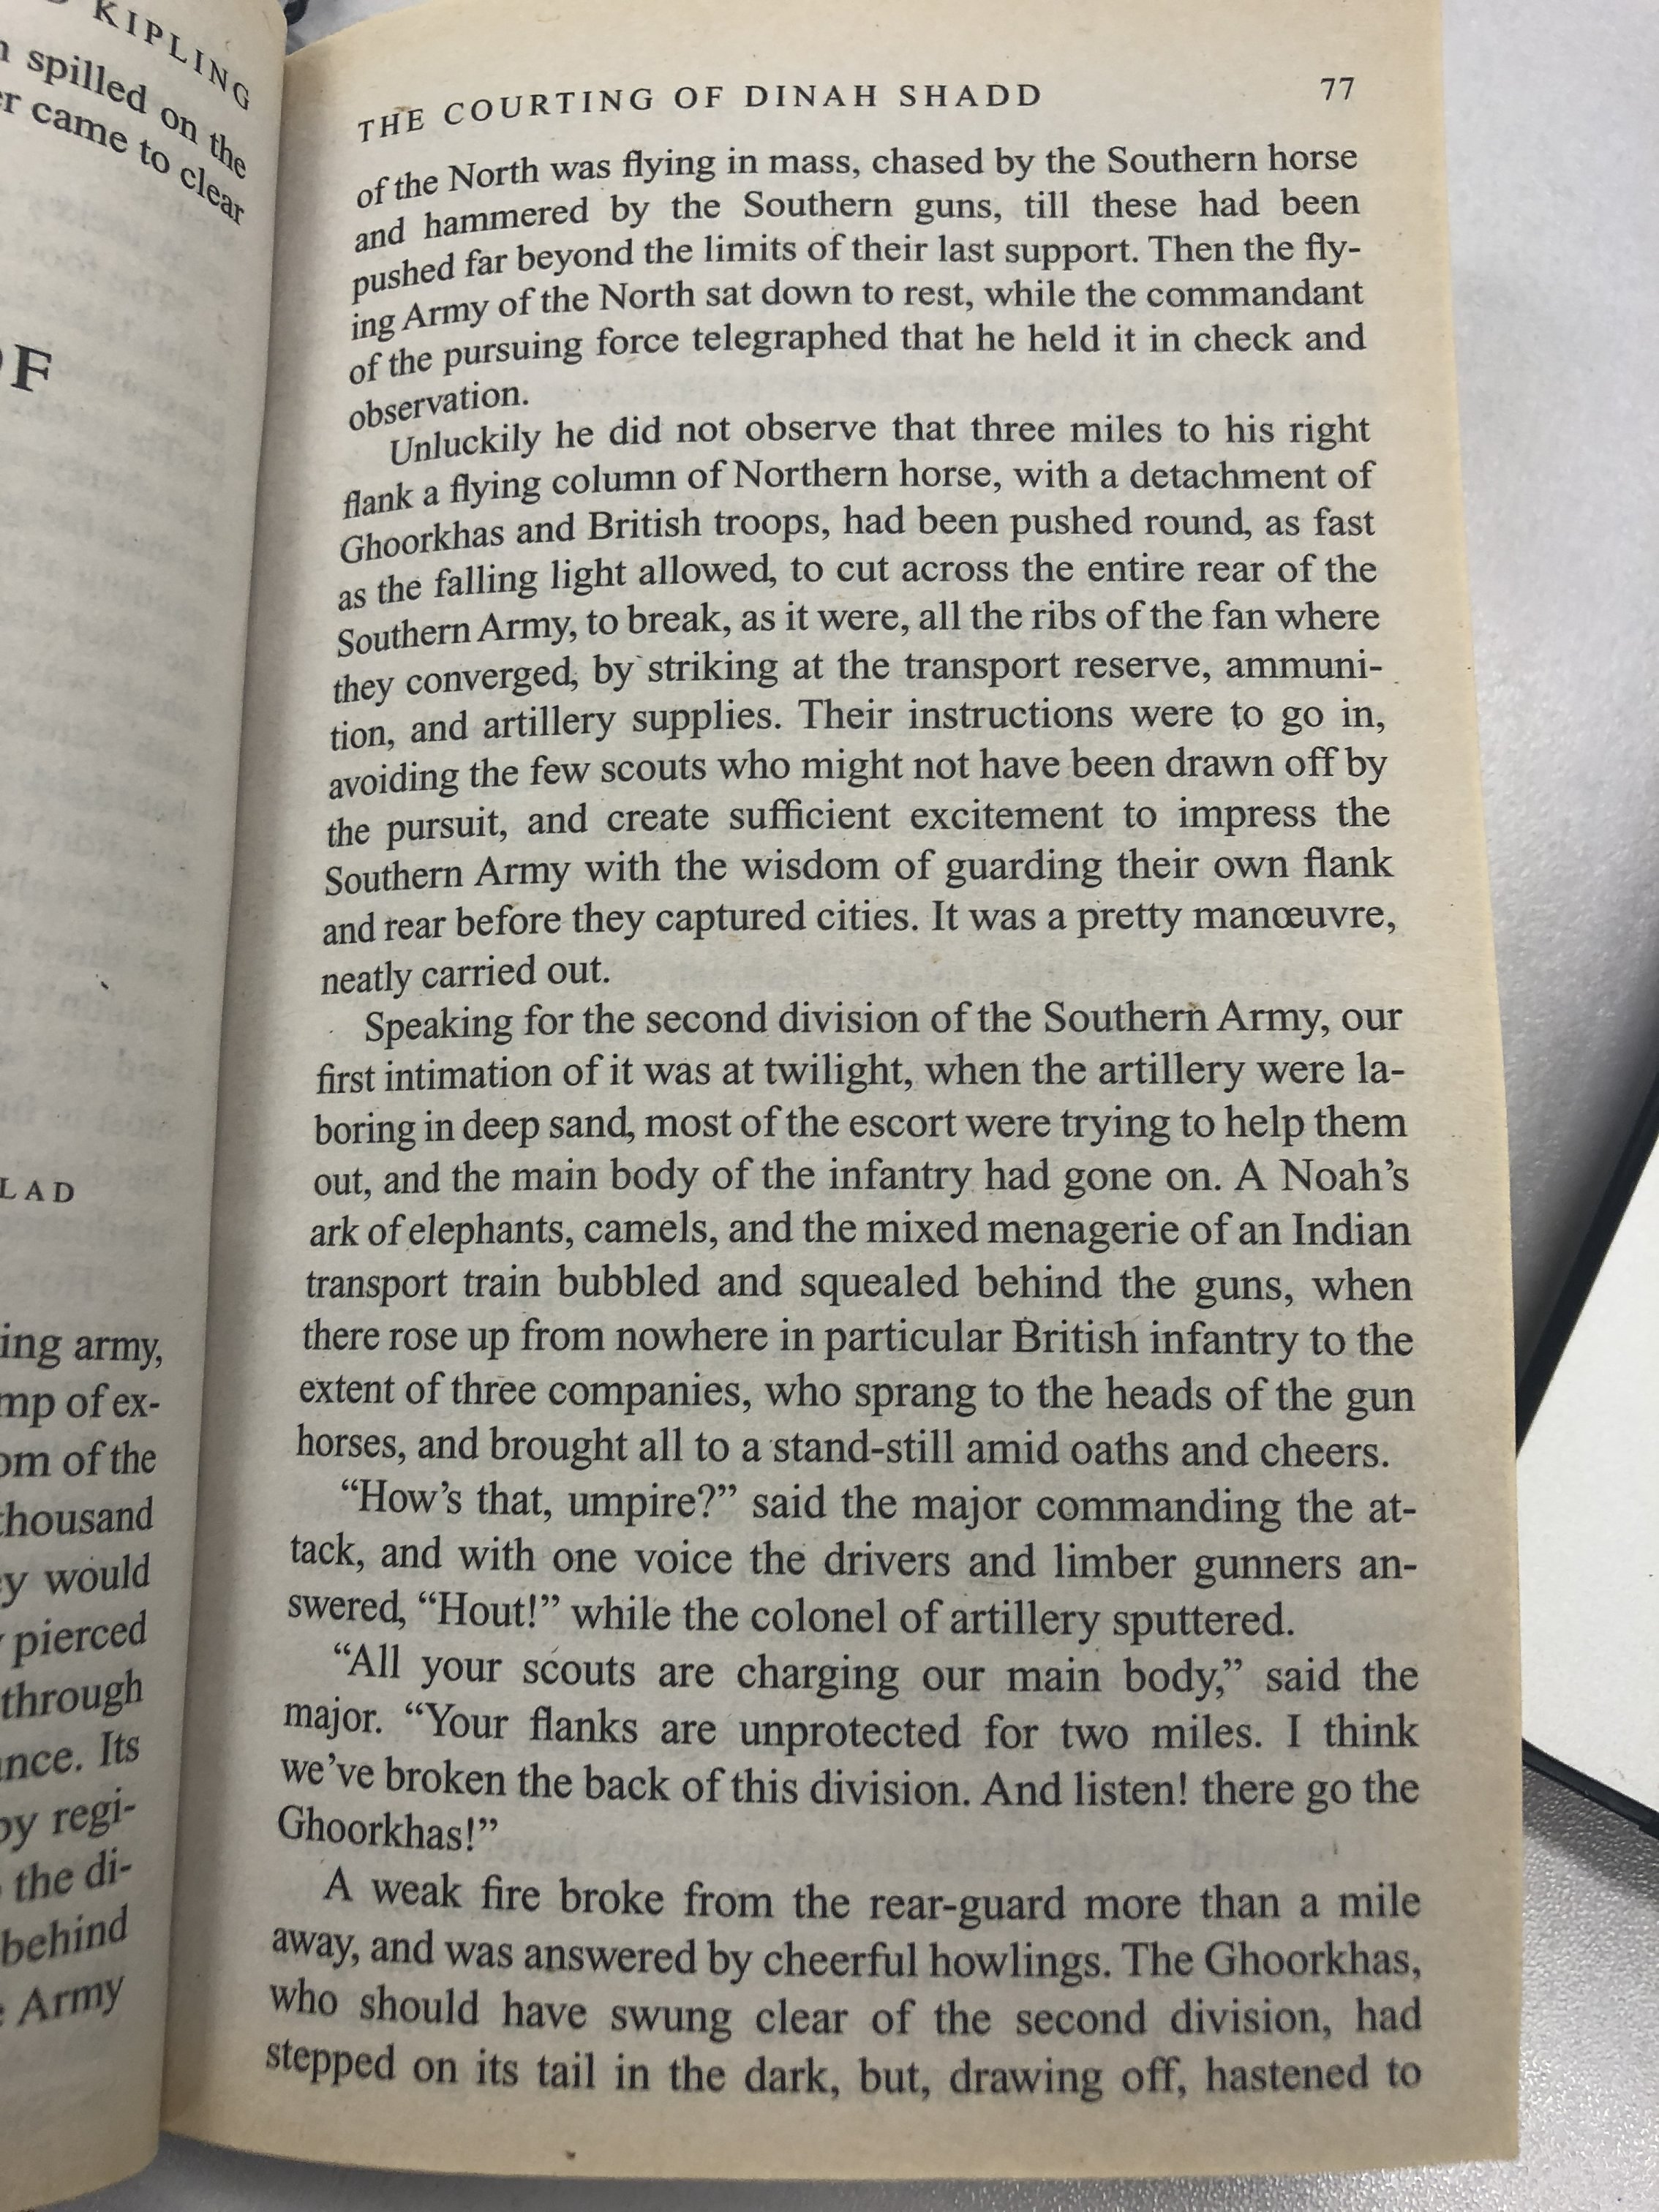 KIPLING
spilled on the
came to clear
OF
LAD
ing army,
of ex-
of the
thousand
would
pierced
through
Its
regi-
the di-
behind
Army
THE COURTING OF DINAH SHADD 77
of the North was flying in mass, chased by the Southern horse
and hammered by the Southern guns, till these had been
pushed far beyond the limits of their last support. Then the fly-
ing Army of the North sat down to rest, while the commandant
of the pursuing force telegraphed that he held it in check and
observation.
Unluckily he did not observe that three miles to his right
flank a flying column of Northern horse, with a detachment of
Ghoorkhas and British troops, had been pushed round, as fast
as the falling light allowed, to cut across the entire rear of the
Southern Army, to break, as it were, all the ribs of the fan where
they converged, by striking at the transport reserve, ammuni-
tion, and artillery supplies. Their instructions were to go in,
avoiding the few scouts who might not have been drawn off by
the pursuit, and create sufficient excitement to impress the
Southern Army with the wisdom of guarding their own flank
and rear before they captured cities. It was a pretty manœuvre,
neatly carried out.
Speaking for the second division of the Southern Army, our
first intimation of it was at twilight, when the artillery were la-
boring in deep sand, most of the escort were trying to help them
out, and the main body of the infantry had gone on. A Noah's
ark of elephants, camels, and the mixed menagerie of an Indian
transport train bubbled and squealed behind the guns, when
there rose up from nowhere in particular British infantry to the
extent of three companies, who sprang to the heads of the gun
horses, and brought all to a stand-still amid oaths and cheers.
“How's that, umpire?” said the major commanding the at-
tack, and with one voice the drivers and limber gunners an-
swered, “Hout!” while the colonel of artillery sputtered.
“All your scouts are charging our main body,” said the
major. “Your flanks are unprotected for two miles. I think
we've broken the back of this division. And listen! there go the
Ghoorkhas!”
A weak fire broke from the rear-guard more than a mile
away, and was answered by cheerful howlings. The Ghoorkhas,
who should have swung clear of the second division, had
stepped on its tail in the dark, but, drawing off, hastened to